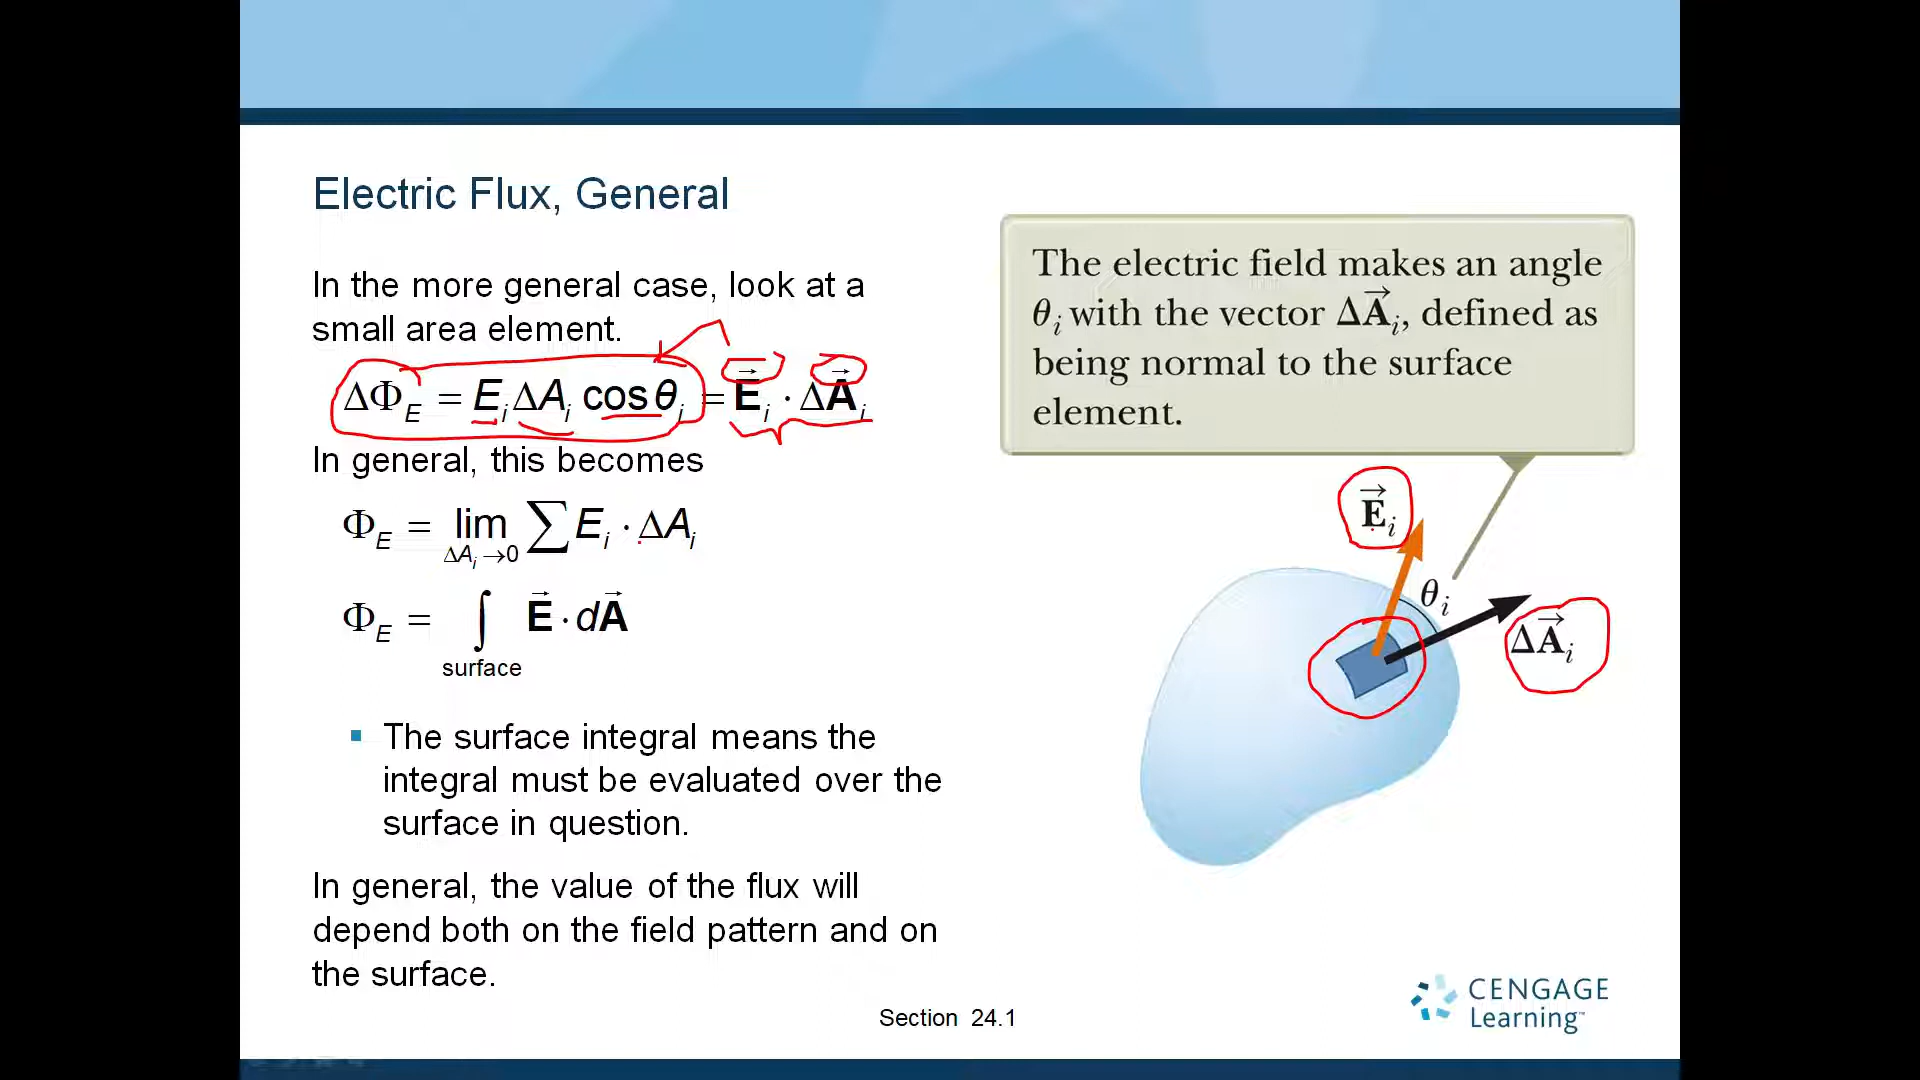 Electric Flux, General
In the more general case, look at a
small area element.
ΔΦ_E = E_i ΔA_i cos θ_i = E⃗_i · ΔA⃗_i
In general, this becomes
Φ_E = lim_{ΔA_i→0} ∑ E_i · ΔA_i
Φ_E = ∫_surface E⃗ · dA⃗
▪ The surface integral means the
integral must be evaluated over the
surface in question.
In general, the value of the flux will
depend both on the field pattern and on
the surface.
The electric field makes an angle
θ_i with the vector ΔA⃗_i, defined as
being normal to the surface
element.
E⃗_i
θ_i
ΔA⃗_i
Section 24.1
CENGAGE
Learning™